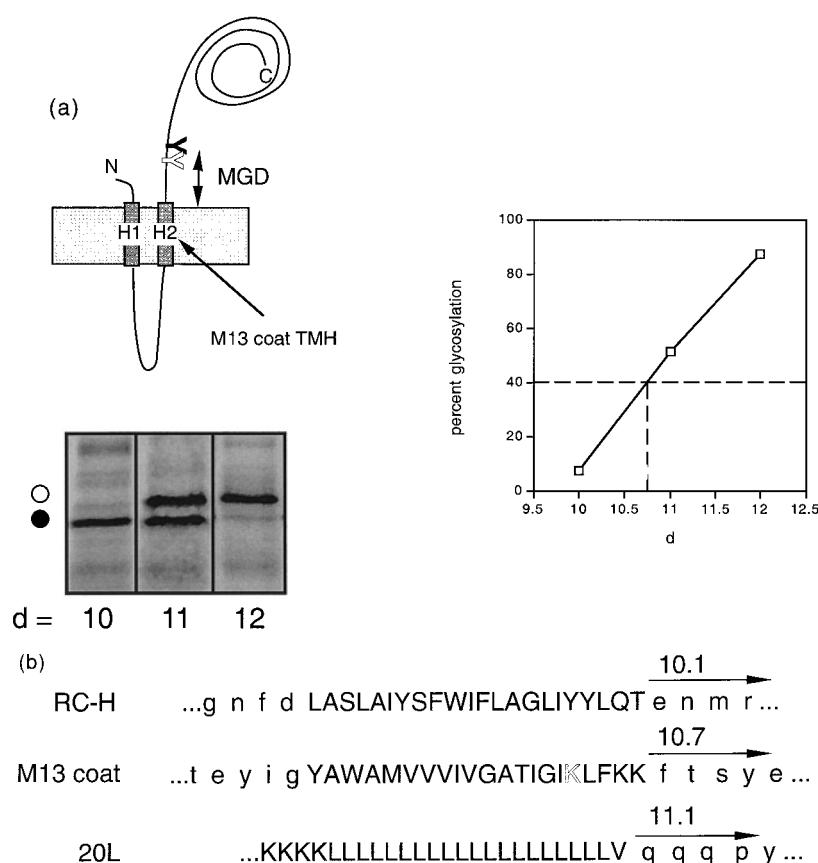 (a)
C
Y
Y
N
MGD
H1 H2
M13 coat TMH
d = 10 11 12
percent glycosylation
100
80
60
40
20
0
9.5 10 10.5 11 11.5 12 12.5
d
(b)
10.1
RC-H ...g n f d LASLAIYSFWIFLAGLIYYLQT e n m r...
10.7
M13 coat ...t e y i g YAWAMVVVIVGATIGIKLFKK f t s y e ...
11.1
20L ...KKKKLLLLLLLLLLLLLLLLLLLLV q q q p y ...